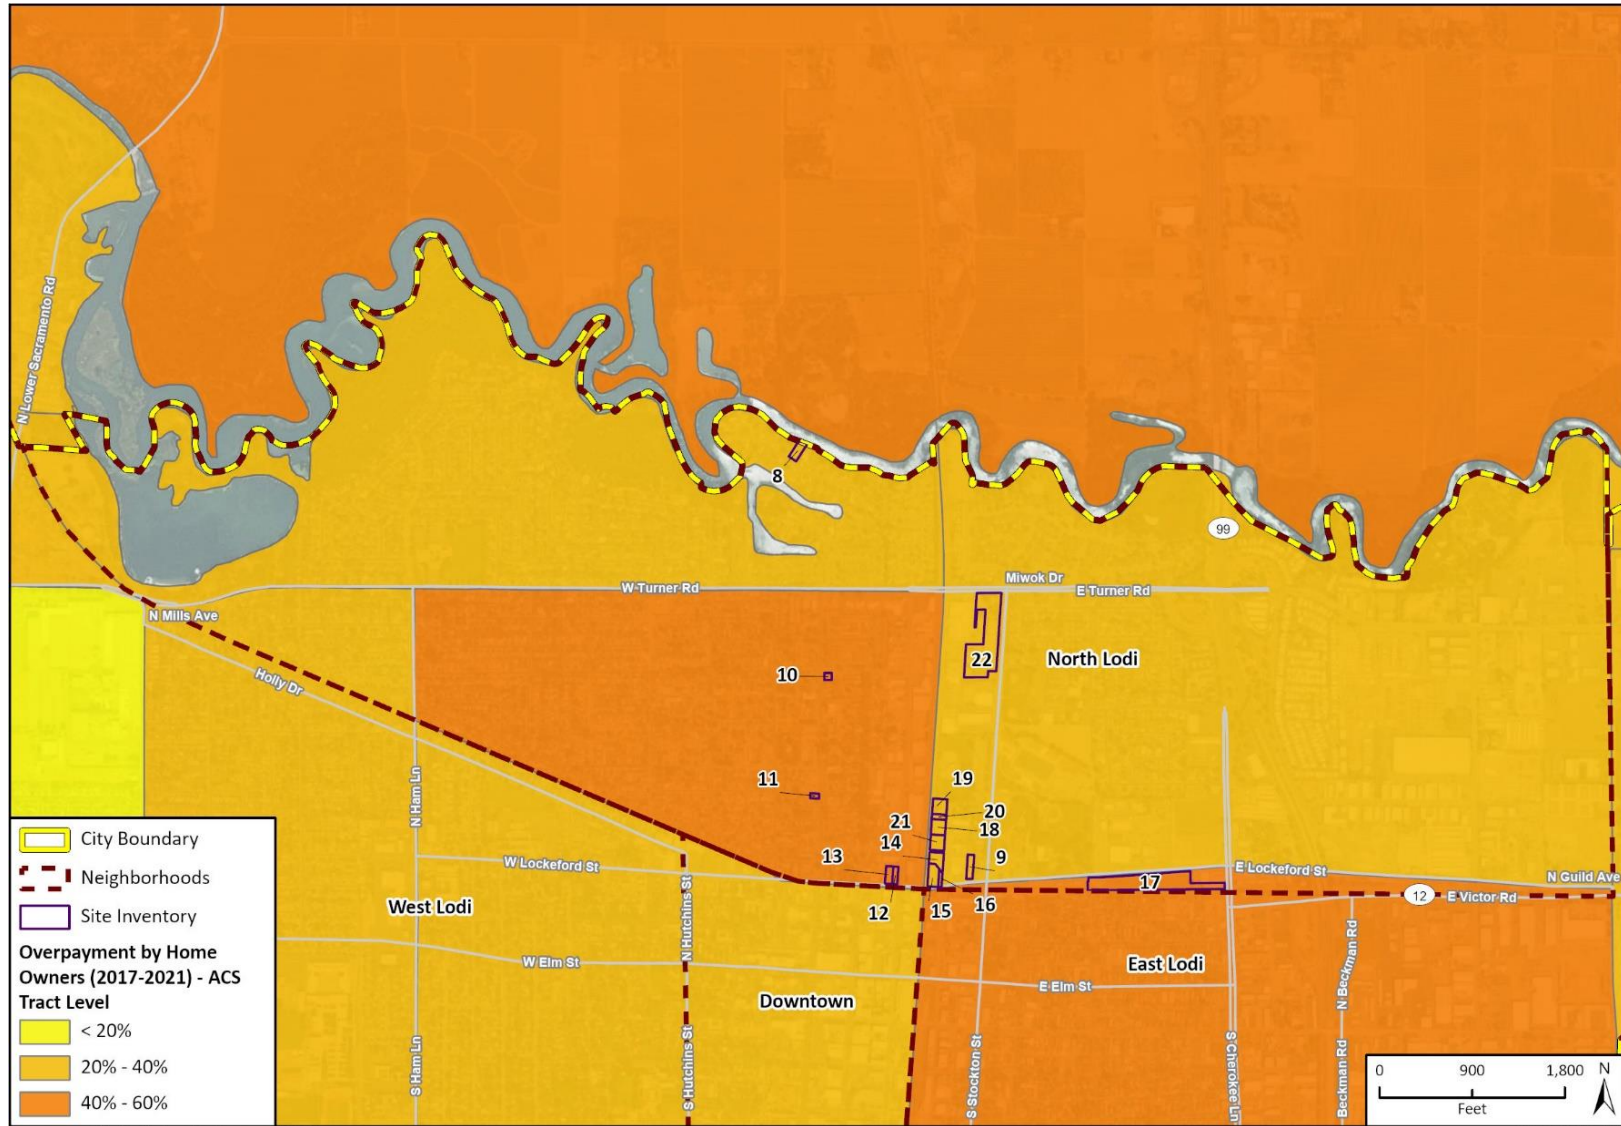 N Lower Sacramento Rd
8
99
W Turner Rd
Miwok Dr
E Turner Rd
N Mills Ave
Holly Dr
10
22
North Lodi
11
19
20
18
21
14
13
9
N Ham Ln
W Lockeford St
E Lockeford St
N Guild Ave
17
12
E Victor Rd
12
15
16
West Lodi
N Hutchins St
W Elm St
Downtown
East Lodi
E Elm St
N Beckman Rd
S Ham Ln
S Hutchins St
S Stockton St
S Cherokee Ln
Beckman Rd
City Boundary
Neighborhoods
Site Inventory
Overpayment by Home
Owners (2017-2021) - ACS
Tract Level
< 20%
20% - 40%
40% - 60%
0 900 1,800
Feet
N